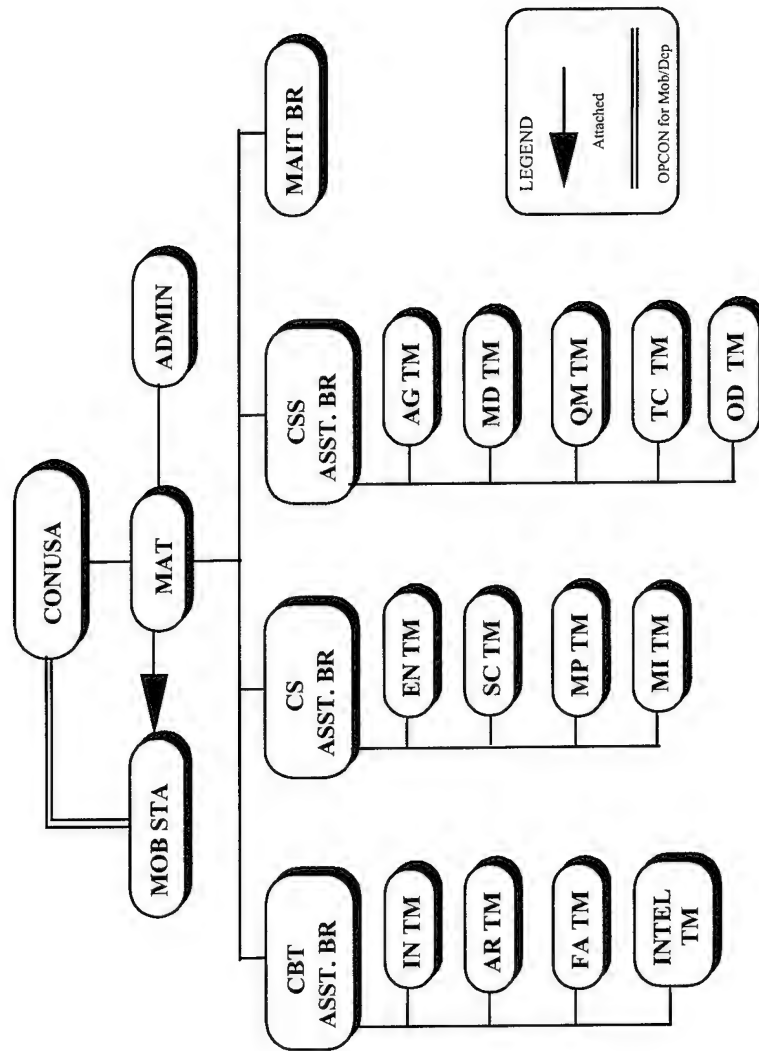 CONUSA
MOB STA
MAT
ADMIN
CBT
ASST. BR
IN TM
AR TM
FA TM
INTEL
TM
CS
ASST. BR
EN TM
SC TM
MP TM
MI TM
CSS
ASST. BR
AG TM
MD TM
QM TM
TC TM
OD TM
MAIT BR
LEGEND
Attached
OPCON for Mob/Dep